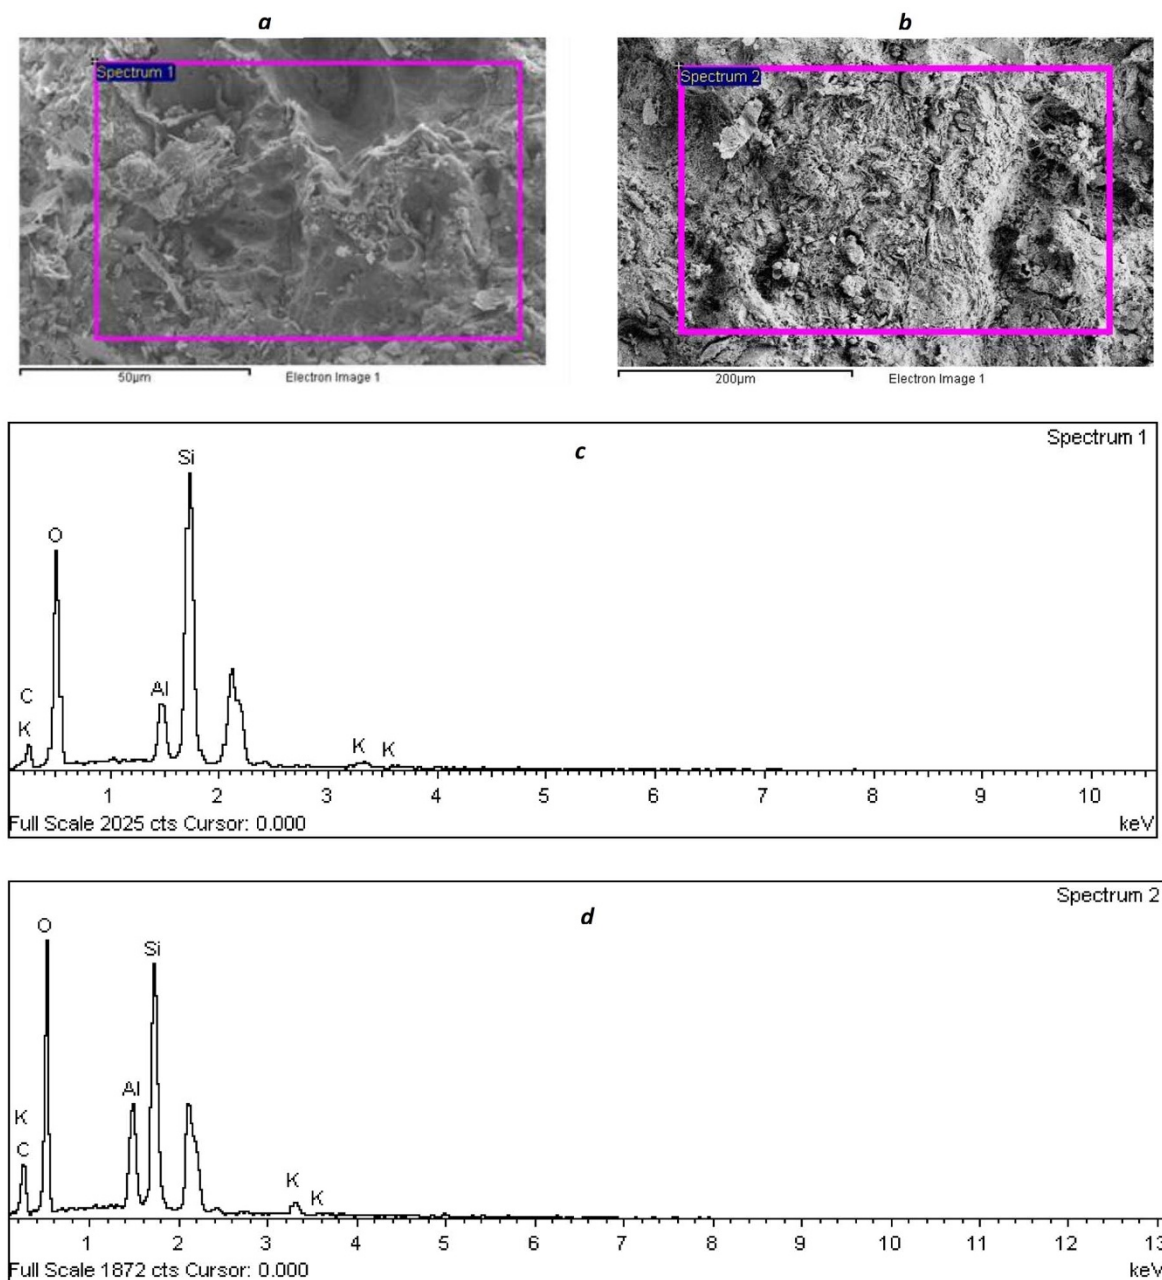 a
b
Spectrum 1
Spectrum 2
50µm
Electron Image 1
200µm
Electron Image 1
Spectrum 1
c
Si
O
Al
C
K
K
K
1 2 3 4 5 6 7 8 9 10
Full Scale 2025 cts Cursor: 0.000
keV
Spectrum 2
d
O
Si
Al
K
C
K
K
1 2 3 4 5 6 7 8 9 10 11 12 13
Full Scale 1872 cts Cursor: 0.000
keV